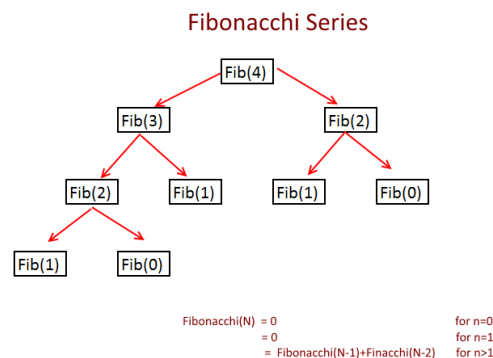 Fibonacchi Series
Fib(4)
Fib(3) Fib(2)
Fib(2) Fib(1) Fib(1) Fib(0)
Fib(1) Fib(0)
Fibonacchi(N) = 0 for n=0
= 0 for n=1
= Fibonacchi(N-1)+Finacchi(N-2) for n>1